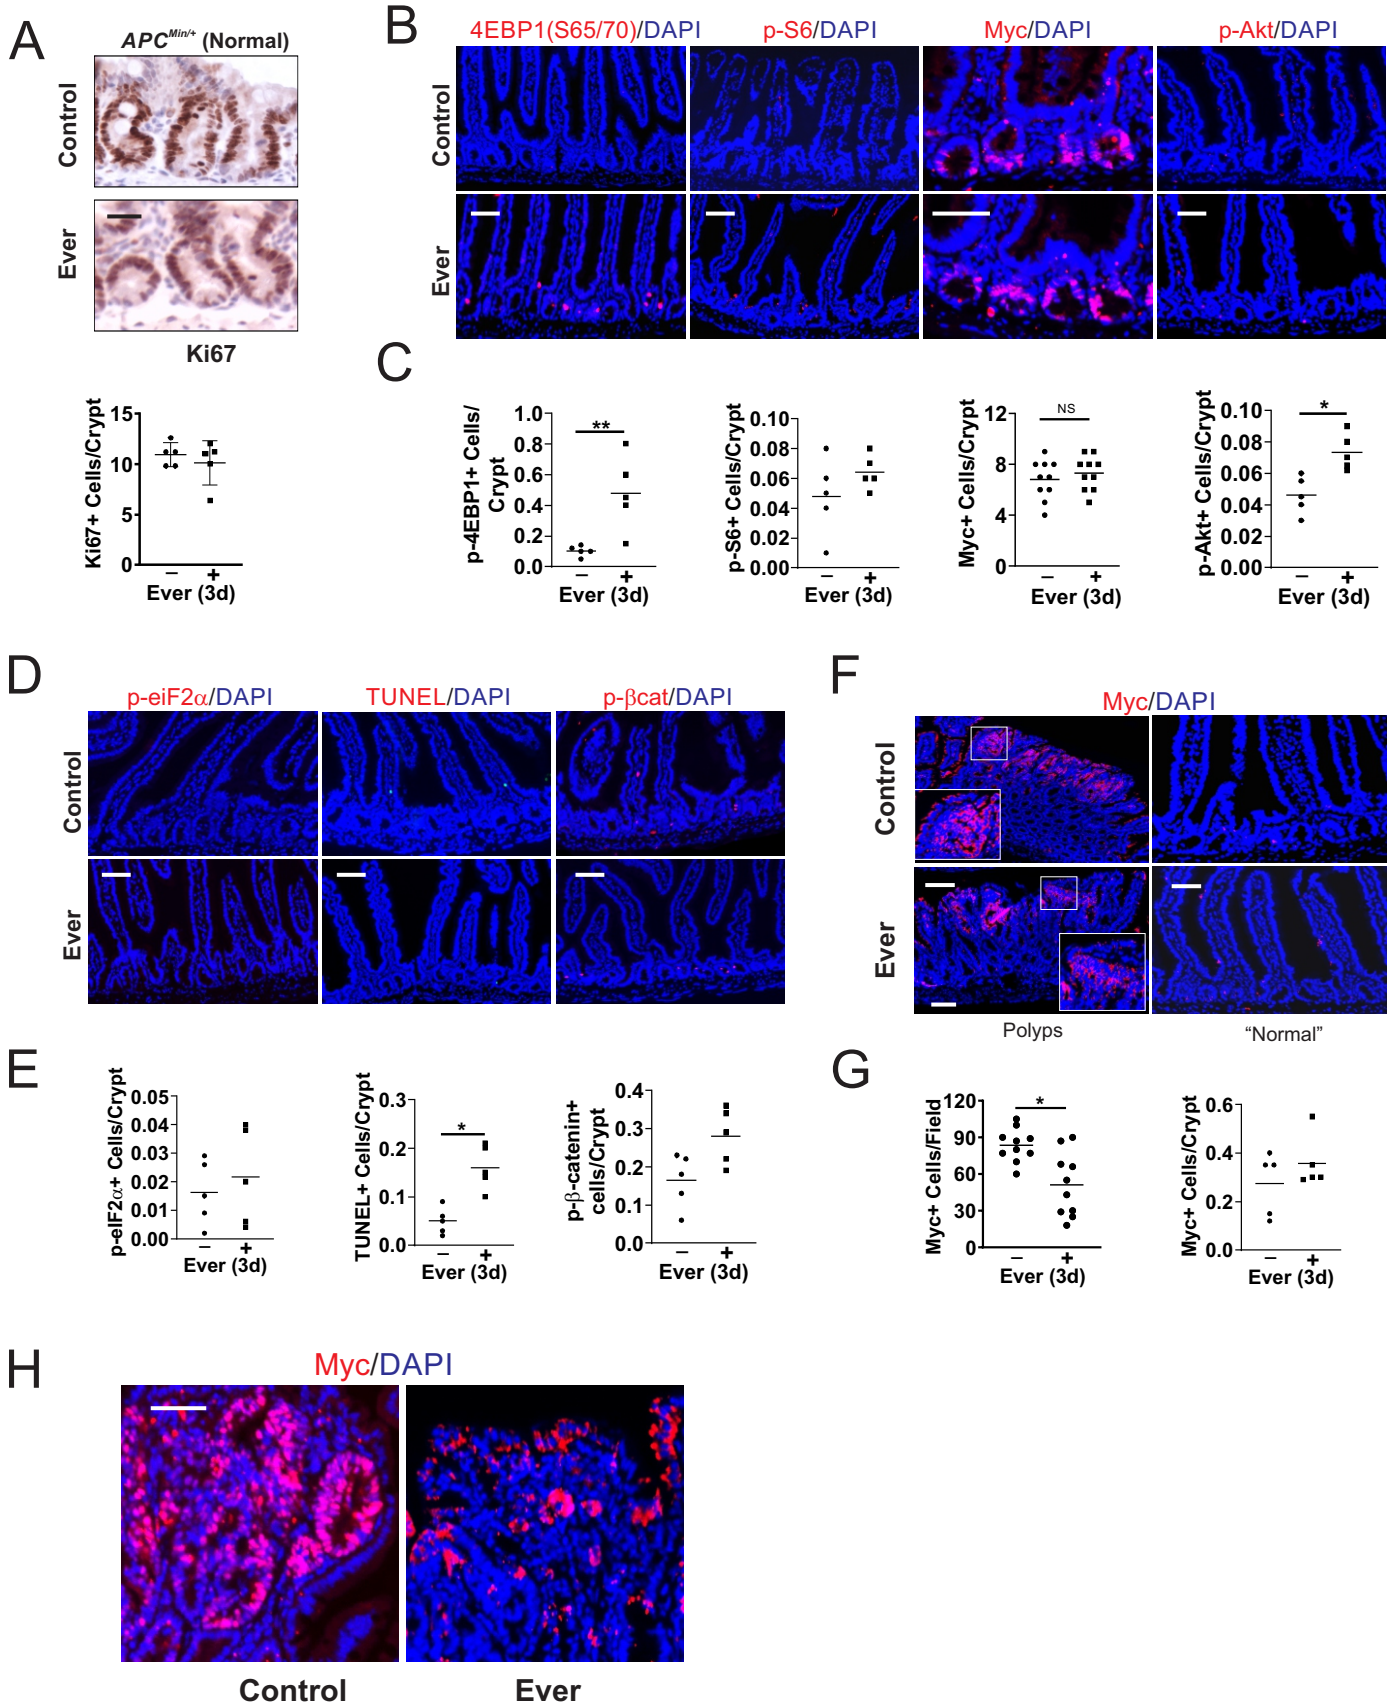 A
APC^Min/+ (Normal)
Control
Ever
Ki67
Ki67+ Cells/Crypt
15
10
5
0
– +
Ever (3d)
B
4EBP1(S65/70)/DAPI p-S6/DAPI Myc/DAPI p-Akt/DAPI
Control
Ever
C
p-4EBP1+ Cells/
Crypt
1.0
0.8
0.6
0.4
0.2
0.0
**
– +
Ever (3d)
p-S6+ Cells/Crypt
0.10
0.08
0.06
0.04
0.02
0.00
– +
Ever (3d)
Myc+ Cells/Crypt
12
8
4
0
NS
– +
Ever (3d)
p-Akt+ Cells/Crypt
0.10
0.08
0.06
0.04
0.02
0.00
*
– +
Ever (3d)
D
p-eiF2α/DAPI TUNEL/DAPI p-βcat/DAPI
Control
Ever
E
p-eIF2α+ Cells/Crypt
0.05
0.04
0.03
0.02
0.01
0.00
– +
Ever (3d)
TUNEL+ Cells/Crypt
0.3
0.2
0.1
0.0
*
– +
Ever (3d)
p-β-catenin+
cells/Crypt
0.4
0.3
0.2
0.1
0.0
– +
Ever (3d)
F
Myc/DAPI
Control
Ever
Polyps “Normal”
G
Myc+ Cells/Field
120
90
60
30
0
*
– +
Ever (3d)
Myc+ Cells/Crypt
0.6
0.4
0.2
0.0
– +
Ever (3d)
H
Myc/DAPI
Control Ever